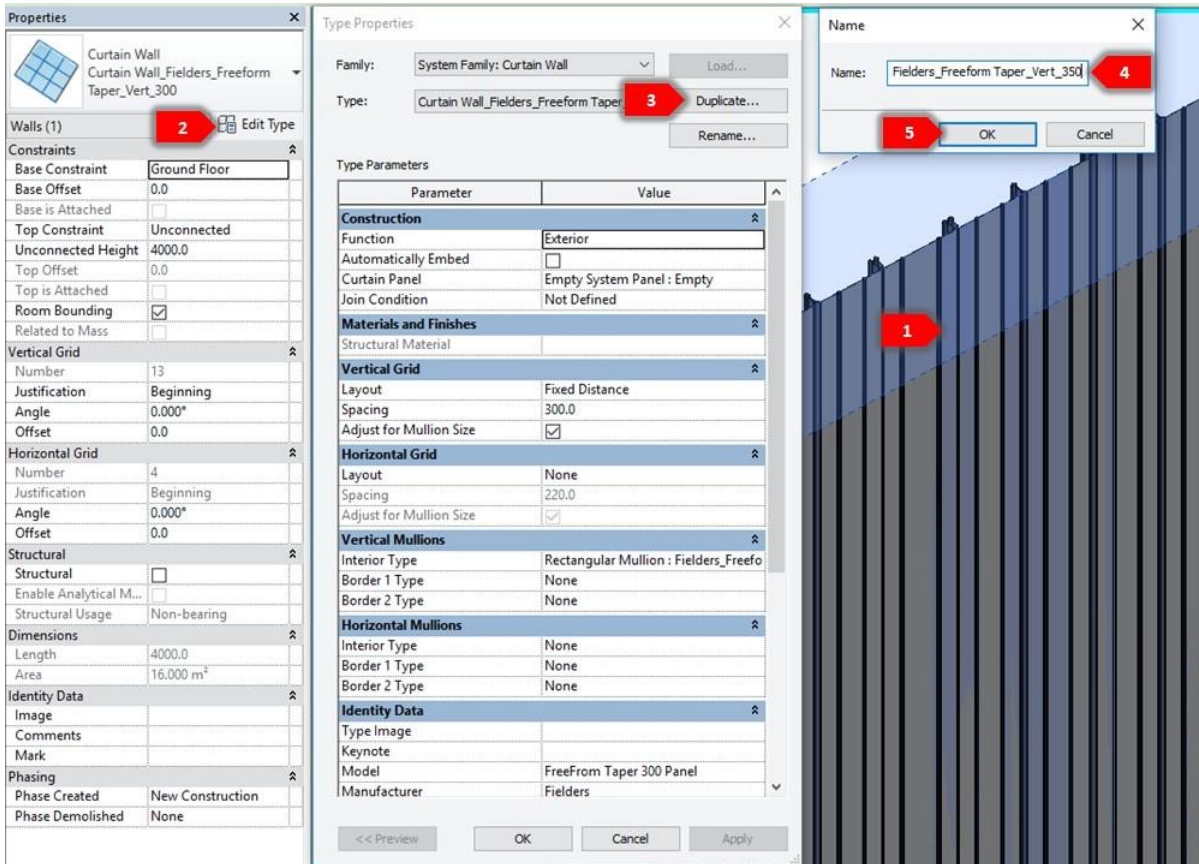 Properties
Curtain Wall
Curtain Wall_Fielders_Freeform
Taper_Vert_300
Walls (1)
2
Edit Type
Constraints
Base Constraint Ground Floor
Base Offset 0.0
Base is Attached
Top Constraint Unconnected
Unconnected Height 4000.0
Top Offset 0.0
Top is Attached
Room Bounding
Related to Mass
Vertical Grid
Number 13
Justification Beginning
Angle 0.000°
Offset 0.0
Horizontal Grid
Number 4
Justification Beginning
Angle 0.000°
Offset 0.0
Structural
Structural
Enable Analytical M...
Structural Usage Non-bearing
Dimensions
Length 4000.0
Area 16.000 m²
Identity Data
Image
Comments
Mark
Phasing
Phase Created New Construction
Phase Demolished None
Type Properties
Family: System Family: Curtain Wall Load...
Type: Curtain Wall_Fielders_Freeform Taper_ 3 Duplicate...
Rename...
Type Parameters
Parameter Value
Construction
Function Exterior
Automatically Embed
Curtain Panel Empty System Panel : Empty
Join Condition Not Defined
Materials and Finishes
Structural Material
Vertical Grid
Layout Fixed Distance
Spacing 300.0
Adjust for Mullion Size
Horizontal Grid
Layout None
Spacing 220.0
Adjust for Mullion Size
Vertical Mullions
Interior Type Rectangular Mullion : Fielders_Freefo
Border 1 Type None
Border 2 Type None
Horizontal Mullions
Interior Type None
Border 1 Type None
Border 2 Type None
Identity Data
Type Image
Keynote
Model FreeFrom Taper 300 Panel
Manufacturer Fielders
<< Preview OK Cancel Apply
Name
Name: Fielders_Freeform Taper_Vert_350 4
5 OK Cancel
1